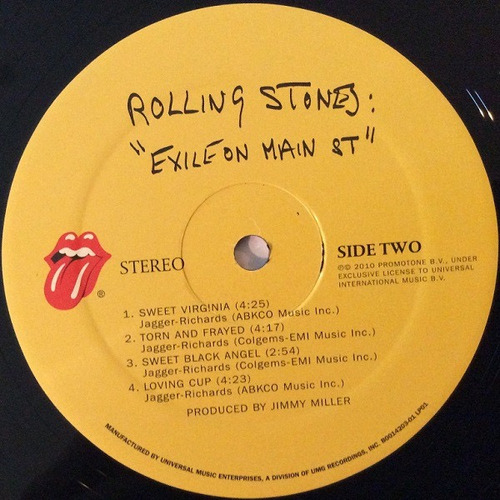 ROLLING STONES:
"EXILE ON MAIN ST"
STEREO
®
SIDE TWO
℗© 2010 PROMOTONE B.V., UNDER
EXCLUSIVE LICENSE TO UNIVERSAL
INTERNATIONAL MUSIC B.V.
1. SWEET VIRGINIA (4:25)
Jagger-Richards (ABKCO Music Inc.)
2. TORN AND FRAYED (4:17)
Jagger-Richards (Colgems-EMI Music Inc.)
3. SWEET BLACK ANGEL (2:54)
Jagger-Richards (Colgems-EMI Music Inc.)
4. LOVING CUP (4:23)
Jagger-Richards (ABKCO Music Inc.)
PRODUCED BY JIMMY MILLER
MANUFACTURED BY UNIVERSAL MUSIC ENTERPRISES, A DIVISION OF UMG RECORDINGS, INC. B0014203-01 LP01